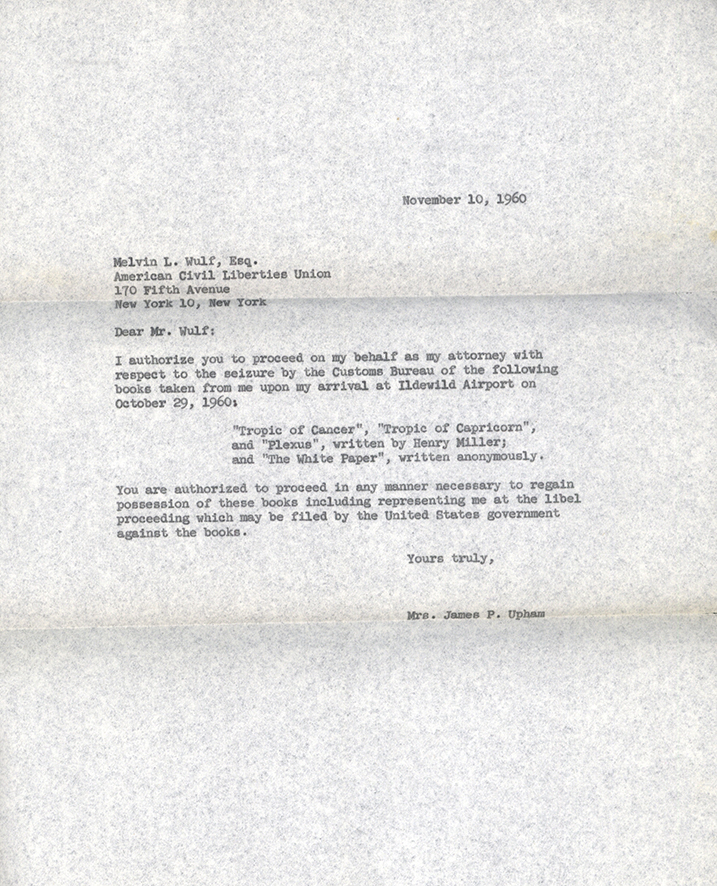 November 10, 1960
Melvin L. Wulf, Esq.
American Civil Liberties Union
170 Fifth Avenue
New York 10, New York
Dear Mr. Wulf:
I authorize you to proceed on my behalf as my attorney with
respect to the seizure by the Customs Bureau of the following
books taken from me upon my arrival at Ildewild Airport on
October 29, 1960:
"Tropic of Cancer", "Tropic of Capricorn",
and "Plexus", written by Henry Miller;
and "The White Paper", written anonymously.
You are authorized to proceed in any manner necessary to regain
possession of these books including representing me at the libel
proceeding which may be filed by the United States government
against the books.
Yours truly,
Mrs. James P. Upham